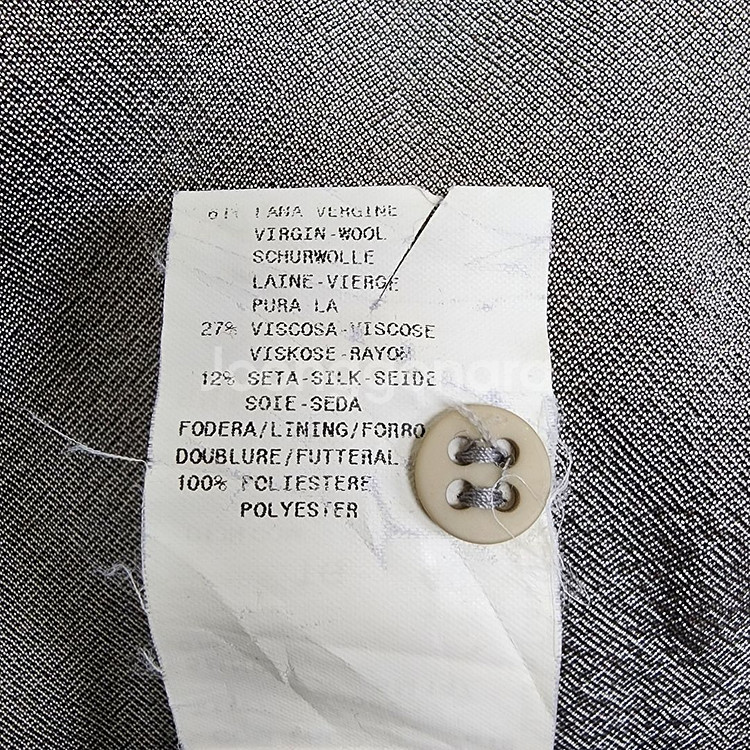 61% LANA VERGINE
VIRGIN-WOOL
SCHURWOLLE
LAINE-VIERGE
PURA LA
27% VISCOSA-VISCOSE
VISKOSE-RAYON
12% SETA-SILK-SEIDE
SOIE-SEDA
FODERA/LINING/FORRO
DOUBLURE/FUTTERAL
100% POLIESTERE
POLYESTER